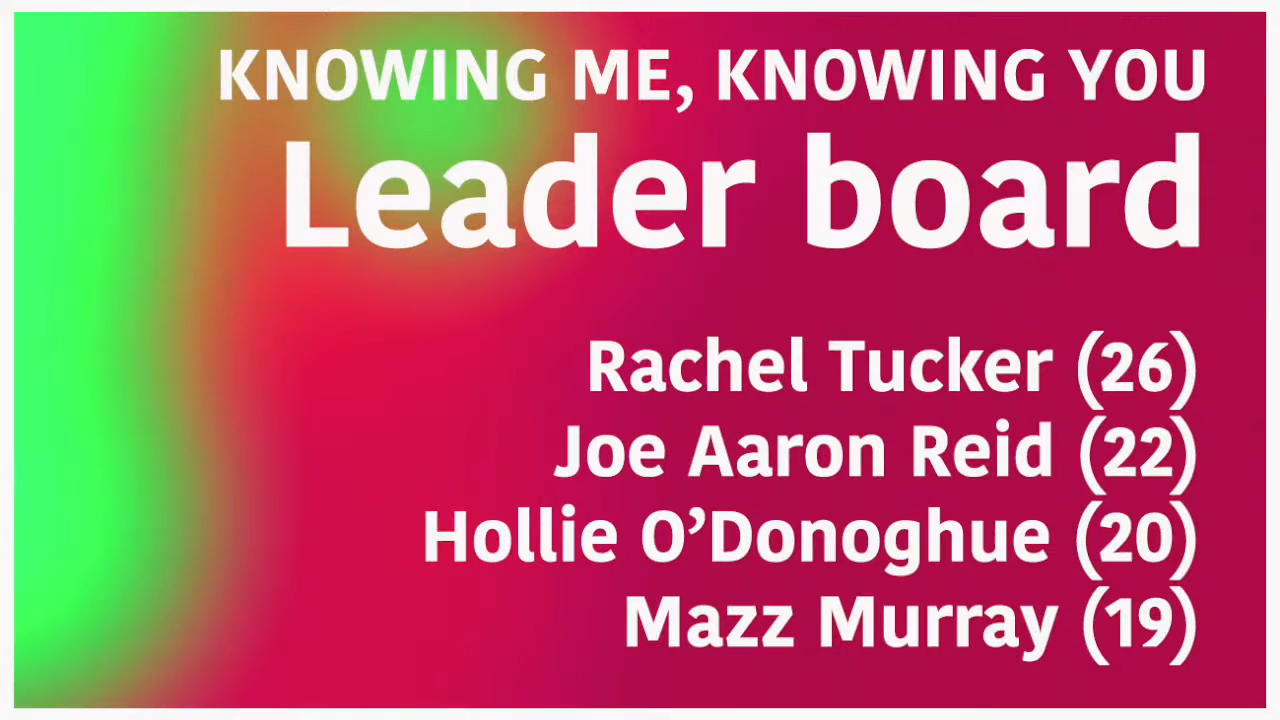 KNOWING ME, KNOWING YOU
Leader board
Rachel Tucker (26)
Joe Aaron Reid (22)
Hollie O’Donoghue (20)
Mazz Murray (19)